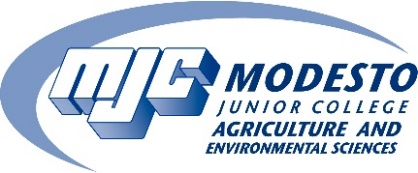 MJC
MODESTO
JUNIOR COLLEGE
AGRICULTURE AND
ENVIRONMENTAL SCIENCES